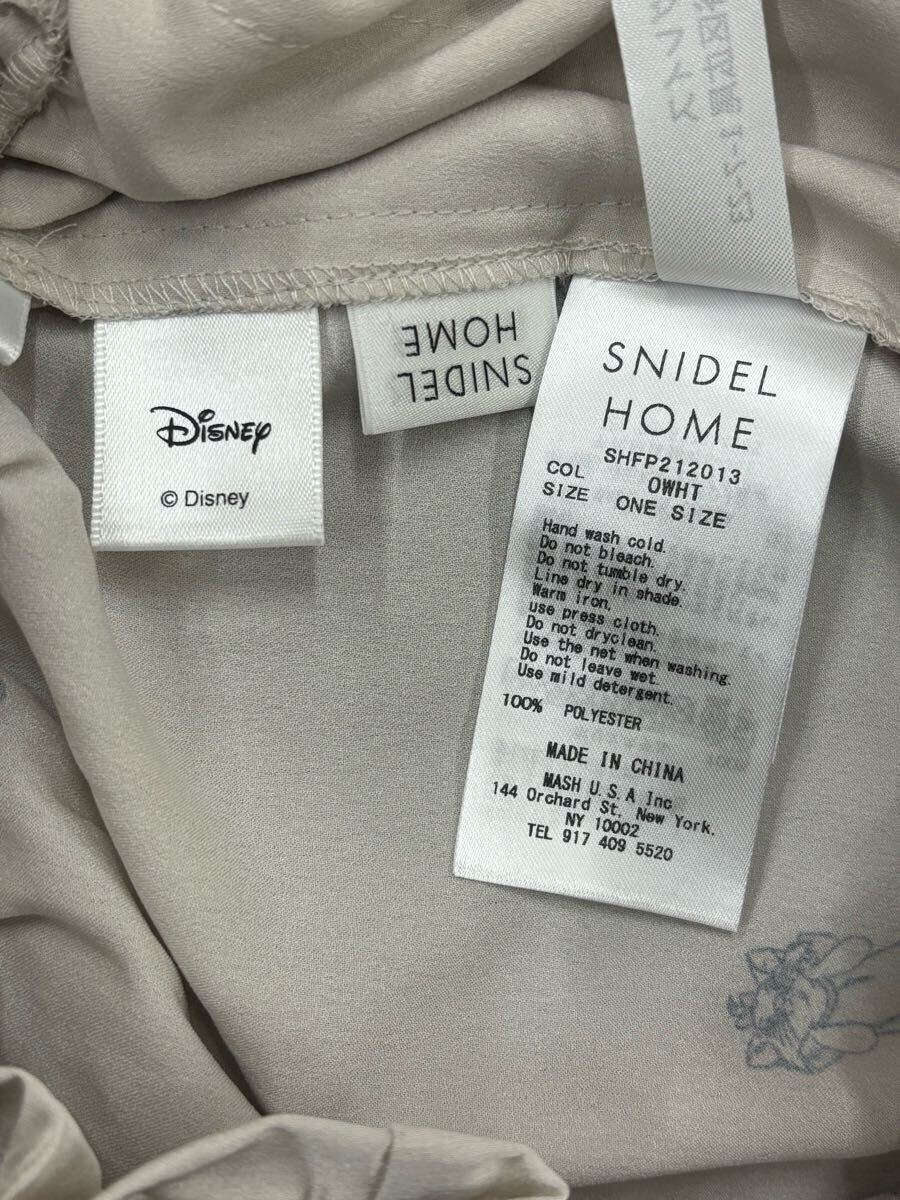 Disney
© Disney
SNIDEL
HOME
SNIDEL
HOME
SHFP212013
COL OWHT
SIZE ONE SIZE
Hand wash cold.
Do not bleach.
Do not tumble dry.
Line dry in shade.
Warm iron,
use press cloth.
Do not dryclean.
Use the net when washing.
Do not leave wet.
Use mild detergent.
100% POLYESTER
MADE IN CHINA
MASH U.S.A Inc
144 Orchard St. New York.
NY 10002
TEL 917 409 5520